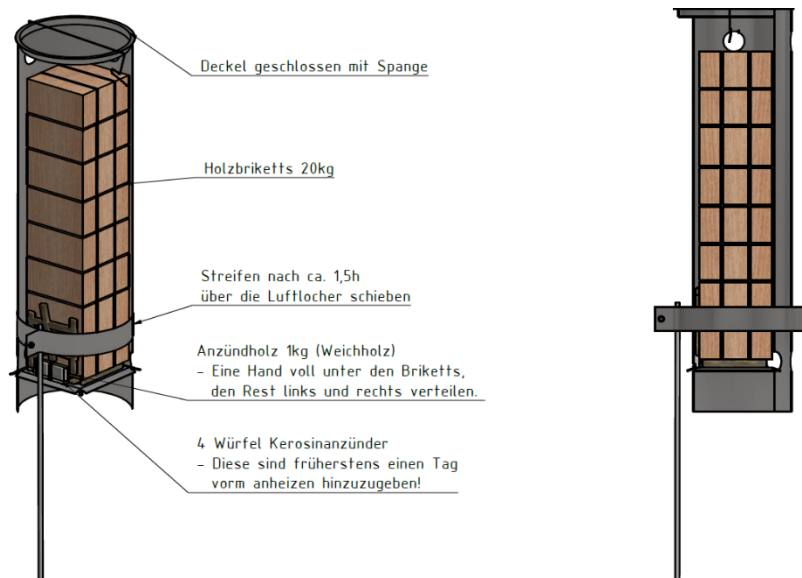 Deckel geschlossen mit Spange
Holzbriketts 20kg
Streifen nach ca. 1,5h
über die Luftlocher schieben
Anzündholz 1kg (Weichholz)
- Eine Hand voll unter den Briketts,
den Rest links und rechts verteilen.
4 Würfel Kerosinanzünder
- Diese sind früherstens einen Tag
vorm anheizen hinzuzugeben!